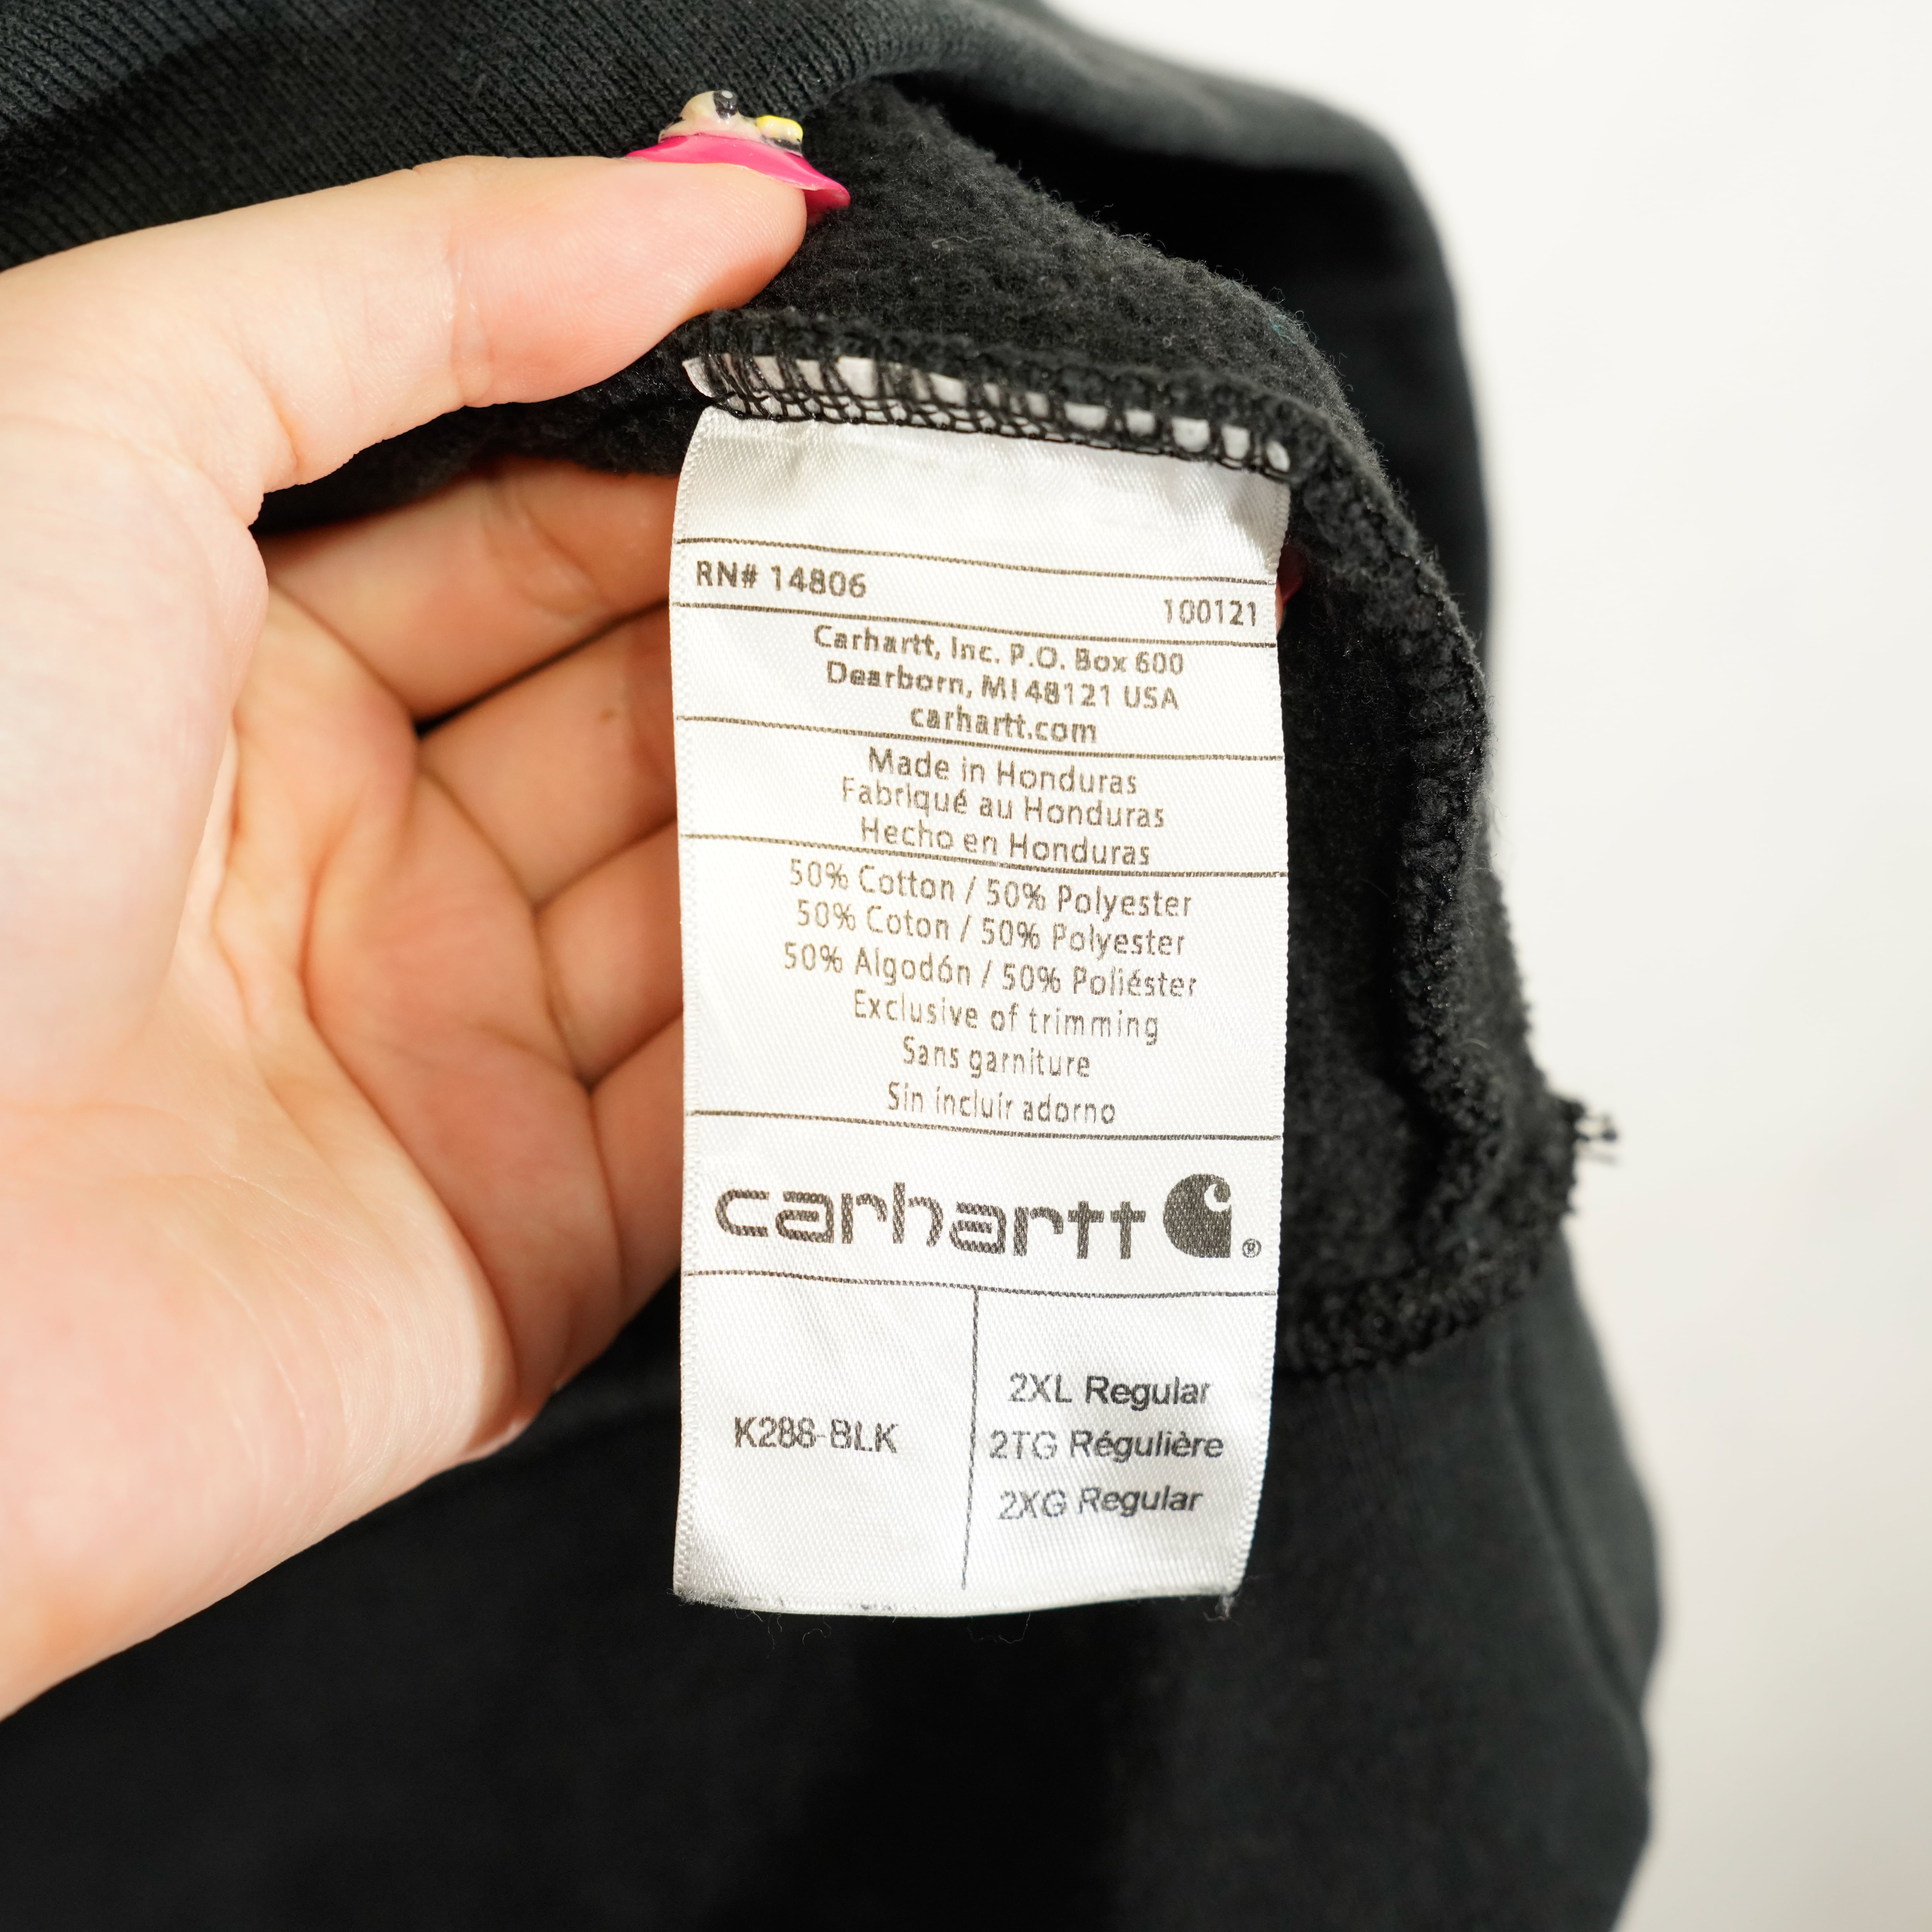 RN# 14806
100121
Carhartt, Inc. P.O. Box 600
Dearborn, MI 48121 USA
carhartt.com
Made in Honduras
Fabriqué au Honduras
Hecho en Honduras
50% Cotton / 50% Polyester
50% Coton / 50% Polyester
50% Algodón / 50% Poliéster
Exclusive of trimming
Sans garniture
Sin incluir adorno
carhartt ®
K288-BLK
2XL Regular
2TG Régulière
2XG Regular